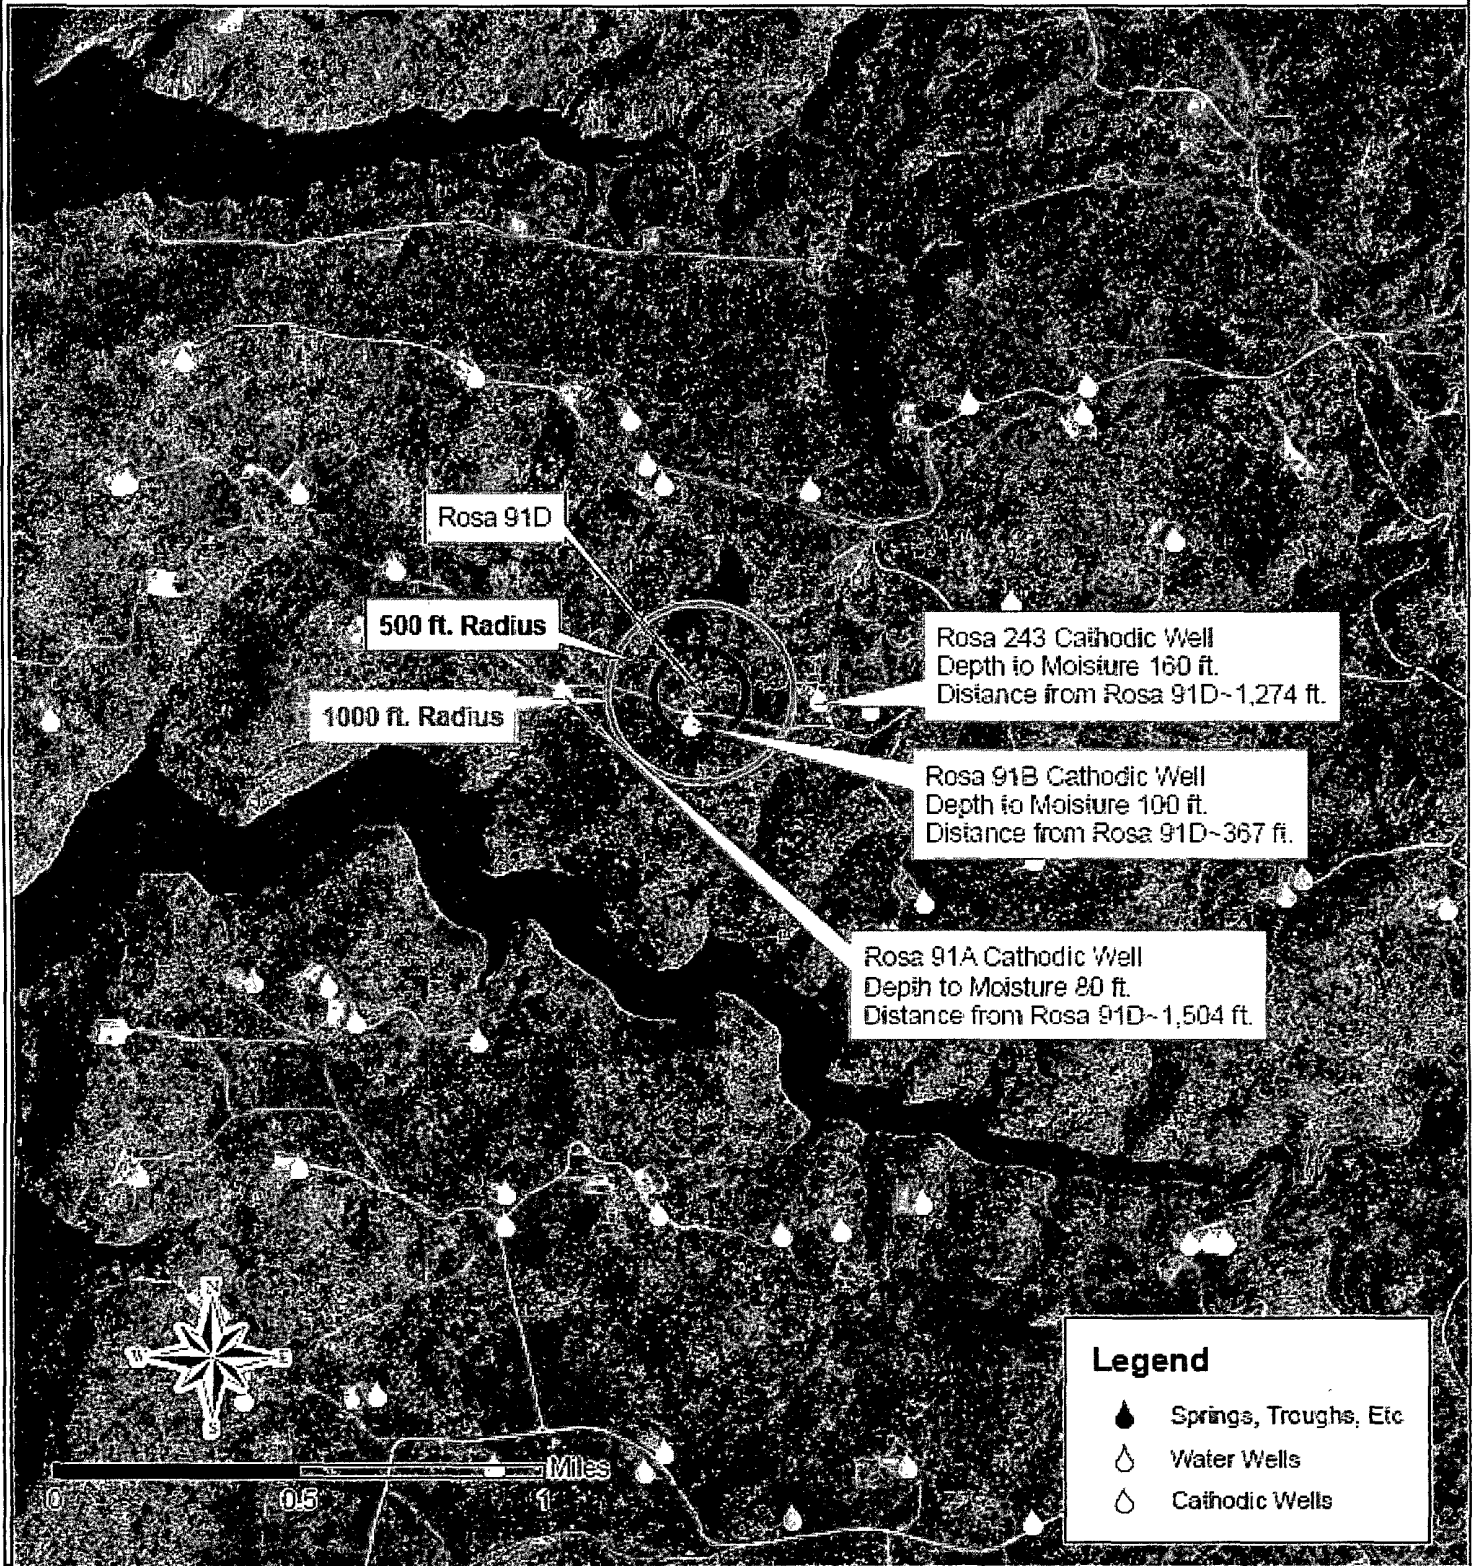 Rosa 91D
500 ft. Radius
1000 ft. Radius
Rosa 243 Cathodic Well
Depth to Moisture 160 ft.
Distance from Rosa 91D~1,274 ft.
Rosa 91B Cathodic Well
Depth to Moisture 100 ft.
Distance from Rosa 91D~367 ft.
Rosa 91A Cathodic Well
Depth to Moisture 80 ft.
Distance from Rosa 91D~1,504 ft.
N
W
E
S
Miles
0 0.5 1
Legend
Springs, Troughs, Etc
Water Wells
Cathodic Wells